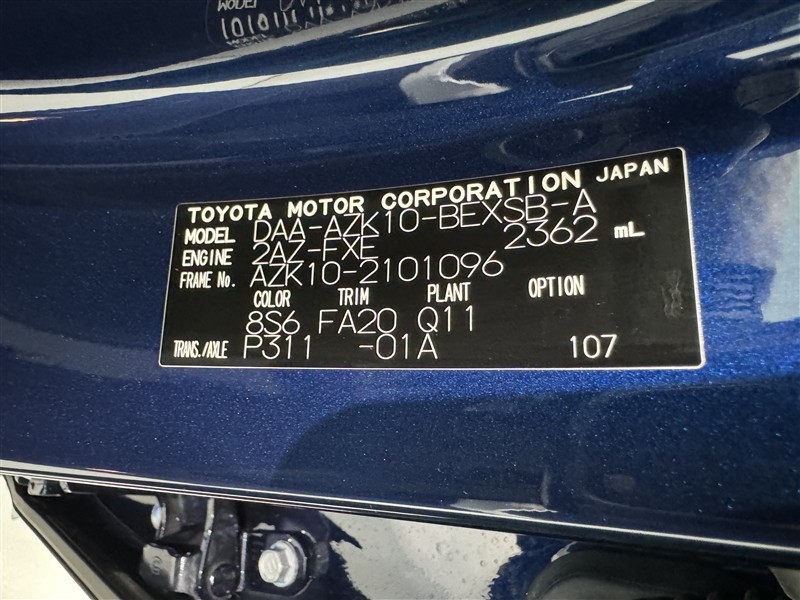 TOYOTA MOTOR CORPORATION JAPAN
MODEL DAA-AZK10-BEXSB-A
ENGINE 2AZ-FXE 2362 mL
FRAME No. AZK10-2101096
COLOR TRIM PLANT OPTION
8S6 FA20 Q11
TRANS./AXLE P311 -01A 107